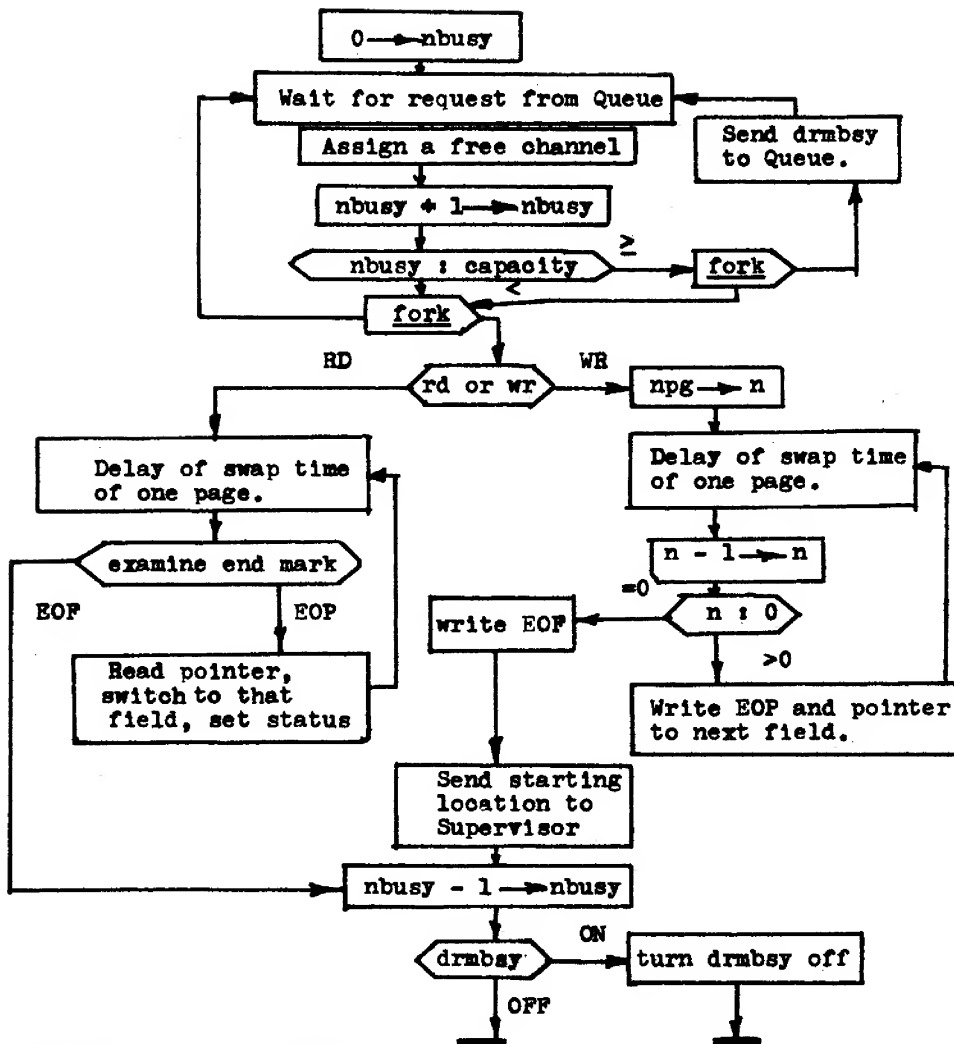 0 → nbusy
Wait for request from Queue
Send drmbsy
to Queue.
Assign a free channel
nbusy + 1 → nbusy
≥
nbusy : capacity
fork
<
fork
RD
WR
rd or wr
npg → n
Delay of swap time
of one page.
Delay of swap time
of one page.
n - 1 → n
examine end mark
=0
EOF
EOP
write EOF
n : 0
>0
Read pointer,
switch to that
field, set status
Write EOP and pointer
to next field.
Send starting
location to
Supervisor
nbusy - 1 → nbusy
ON
drmbsy
turn drmbsy off
OFF